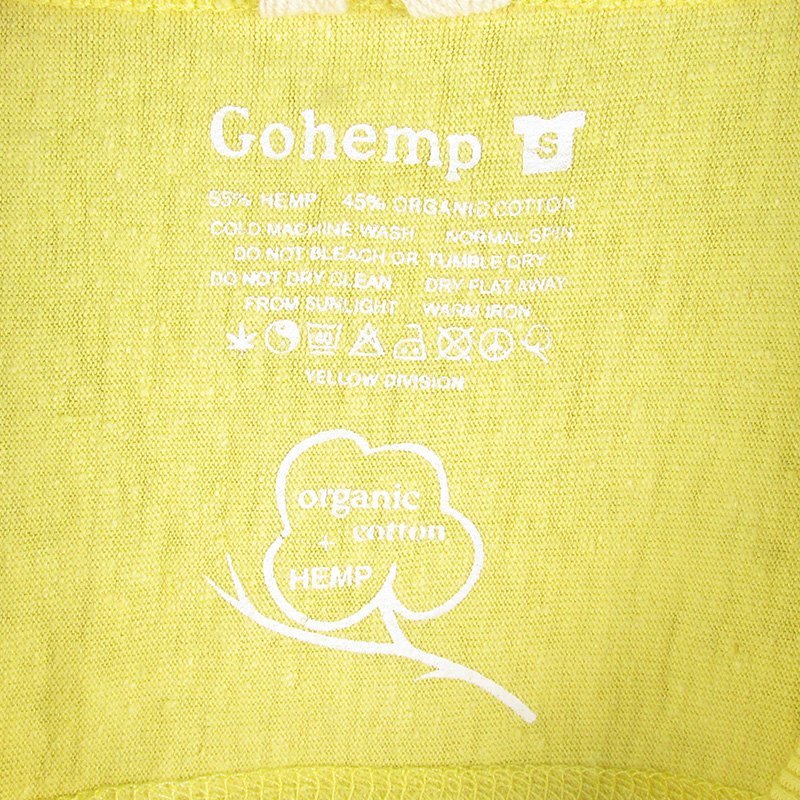 Gohemp S
55% HEMP 45% ORGANIC COTTON
COLD MACHINE WASH NORMAL SPIN
DO NOT BLEACH OR TUMBLE DRY
DO NOT DRY CLEAN DRY FLAT AWAY
FROM SUNLIGHT WARM IRON
40
YELLOW DIVISION
organic
cotton
+
HEMP